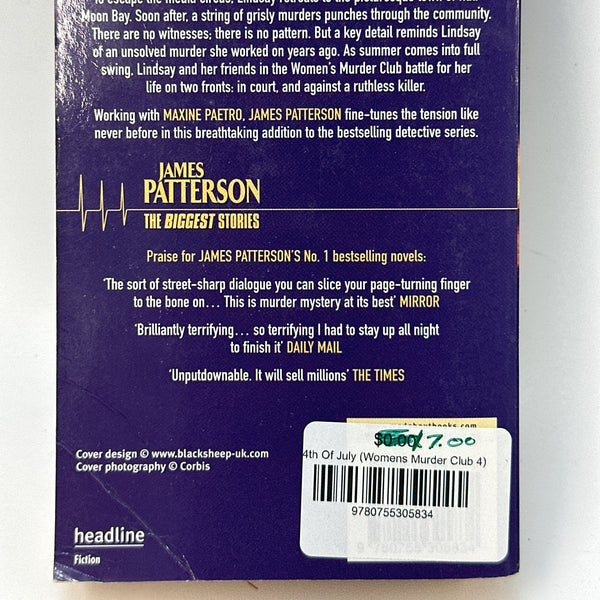 To escape the media circus, Lindsay retreats to the picturesque town of Half
Moon Bay. Soon after, a string of grisly murders punches through the community.
There are no witnesses; there is no pattern. But a key detail reminds Lindsay
of an unsolved murder she worked on years ago. As summer comes into full
swing, Lindsay and her friends in the Women's Murder Club battle for her
life on two fronts: in court, and against a ruthless killer.
Working with MAXINE PAETRO, JAMES PATTERSON fine-tunes the tension like
never before in this breathtaking addition to the bestselling detective series.
JAMES
PATTERSON
THE BIGGEST STORIES
Praise for JAMES PATTERSON'S No. 1 bestselling novels:
'The sort of street-sharp dialogue you can slice your page-turning finger
to the bone on... This is murder mystery at its best' MIRROR
'Brilliantly terrifying... so terrifying I had to stay up all night
to finish it' DAILY MAIL
'Unputdownable. It will sell millions' THE TIMES
$0.00 7.00
4th Of July (Womens Murder Club 4)
9780755305834
9 780755 305834
Cover design © www.blacksheep-uk.com
Cover photography © Corbis
headline
Fiction